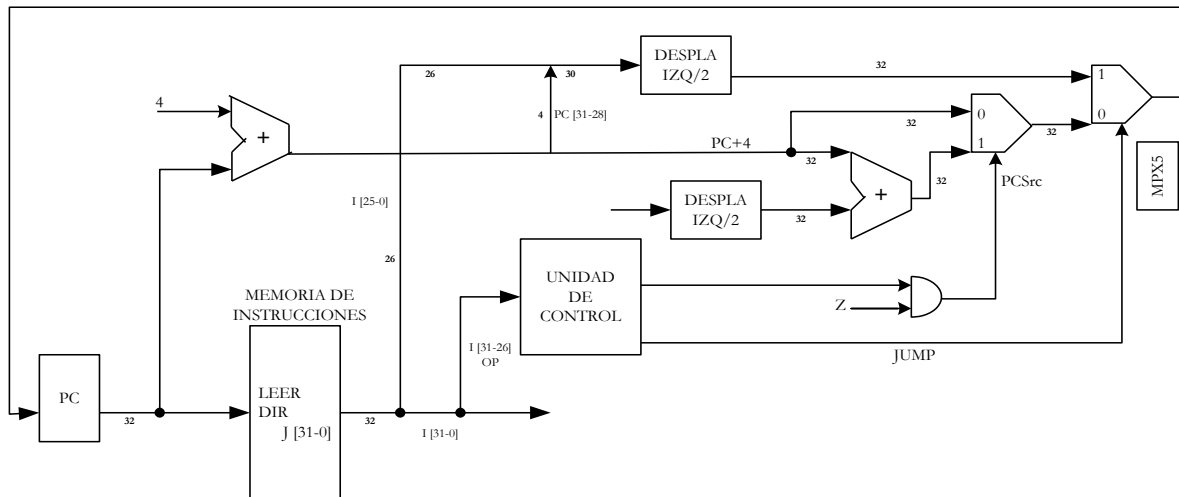 DESPLA
IZQ/2
26
30
32
1
0
4
+
4
PC [31-28]
PC+4
32
32
0
1
32
MPX5
PCSrc
I [25-0]
DESPLA
IZQ/2
32
+
32
26
UNIDAD
DE
CONTROL
Z
JUMP
MEMORIA DE
INSTRUCCIONES
I [31-26]
OP
PC
32
LEER
DIR
J [31-0]
32
I [31-0]